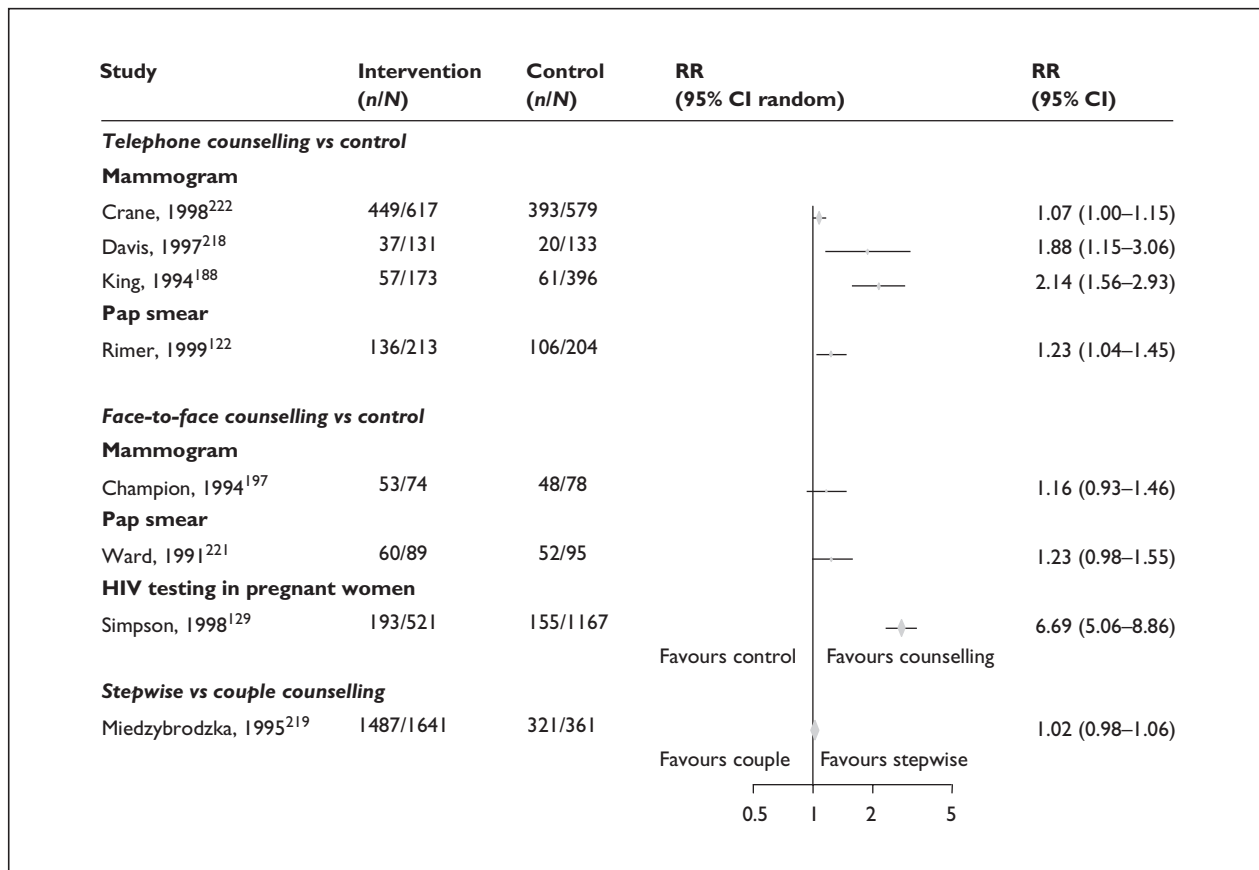 Study Intervention Control RR RR
(n/N) (n/N) (95% CI random) (95% CI)
Telephone counselling vs control
Mammogram
Crane, 1998222 449/617 393/579 1.07 (1.00–1.15)
Davis, 1997218 37/131 20/133 1.88 (1.15–3.06)
King, 1994188 57/173 61/396 2.14 (1.56–2.93)
Pap smear
Rimer, 1999122 136/213 106/204 1.23 (1.04–1.45)
Face-to-face counselling vs control
Mammogram
Champion, 1994197 53/74 48/78 1.16 (0.93–1.46)
Pap smear
Ward, 1991221 60/89 52/95 1.23 (0.98–1.55)
HIV testing in pregnant women
Simpson, 1998129 193/521 155/1167 6.69 (5.06–8.86)
Favours control Favours counselling
Stepwise vs couple counselling
Miedzybrodzka, 1995219 1487/1641 321/361 1.02 (0.98–1.06)
Favours couple Favours stepwise
0.5 1 2 5